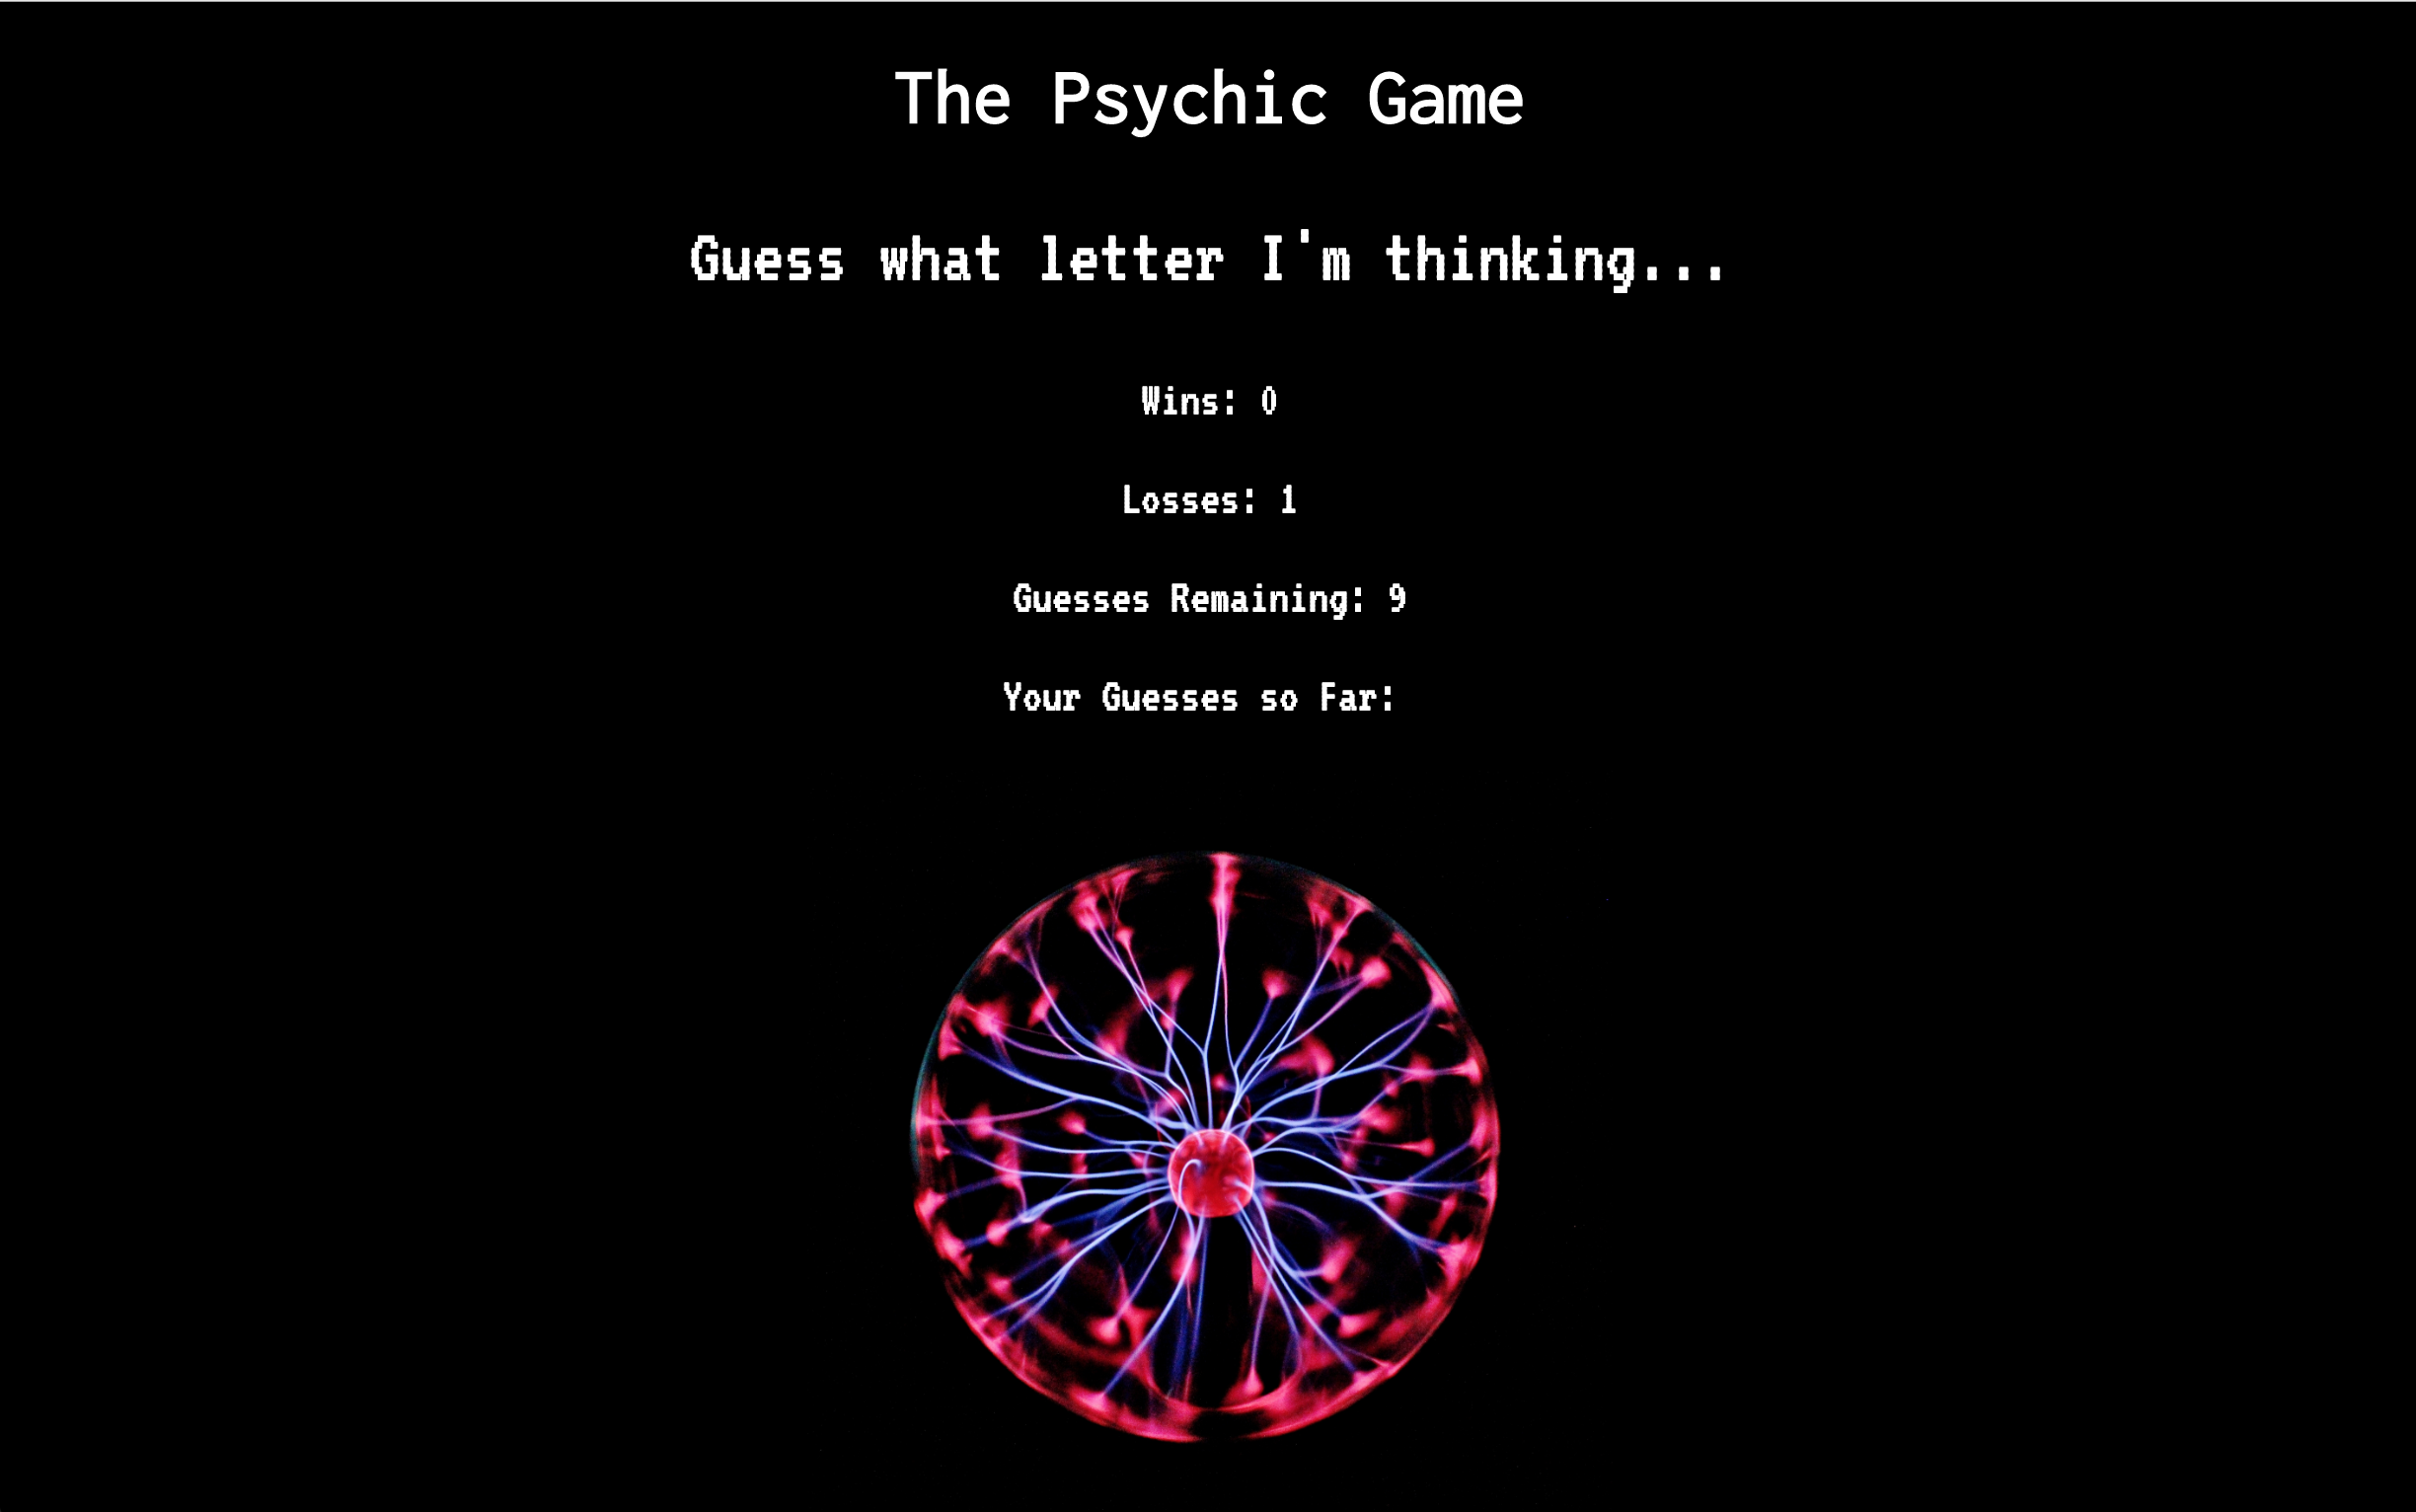 The Psychic Game
Guess what letter I'm thinking...
Wins: 0
Losses: 1
Guesses Remaining: 9
Your Guesses so Far: